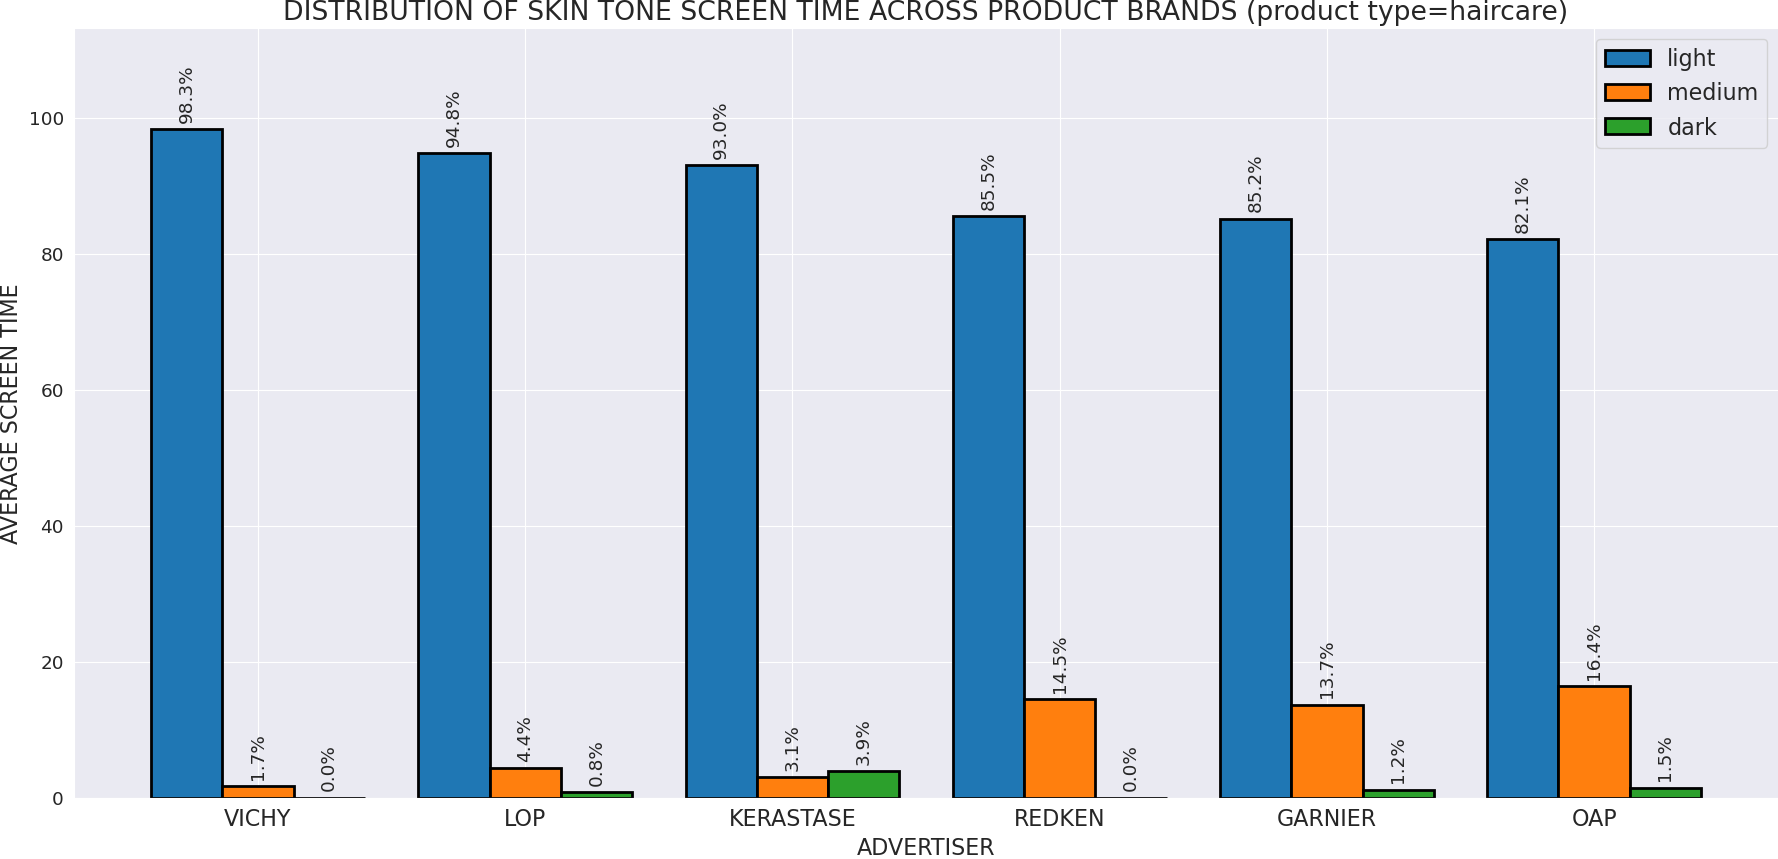 DISTRIBUTION OF SKIN TONE SCREEN TIME ACROSS PRODUCT BRANDS (product type=haircare)
light
medium
dark
AVERAGE SCREEN TIME
100
80
60
40
20
0
98.3%
1.7%
0.0%
94.8%
4.4%
0.8%
93.0%
3.1%
3.9%
85.5%
14.5%
0.0%
85.2%
13.7%
1.2%
82.1%
16.4%
1.5%
VICHY
LOP
KERASTASE
REDKEN
GARNIER
OAP
ADVERTISER